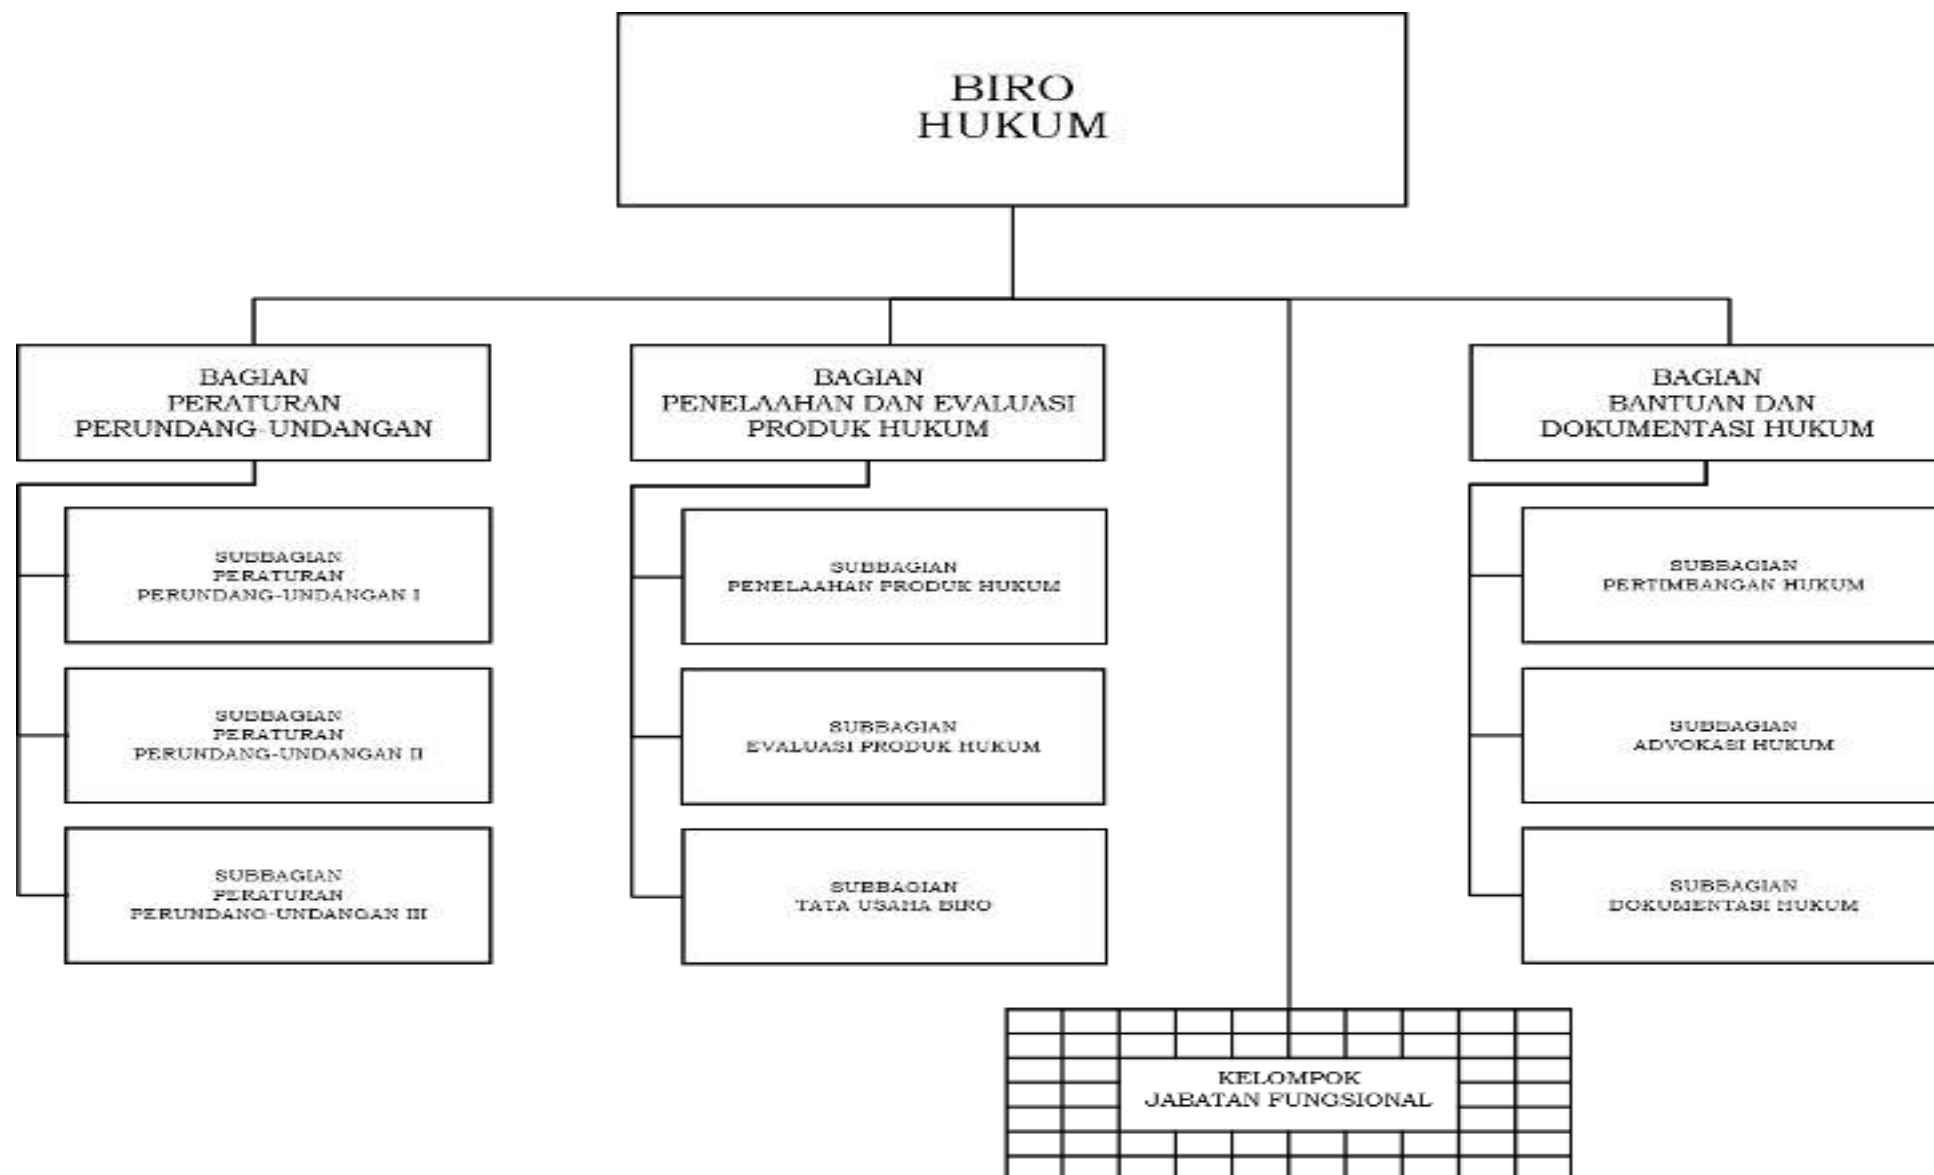 BIRO
HUKUM
BAGIAN
PERATURAN
PERUNDANG-UNDANGAN
SUBBAGIAN
PERATURAN
PERUNDANG-UNDANGAN I
SUBBAGIAN
PERATURAN
PERUNDANG-UNDANGAN II
SUBBAGIAN
PERATURAN
PERUNDANG-UNDANGAN III
BAGIAN
PENELAAHAN DAN EVALUASI
PRODUK HUKUM
SUBBAGIAN
PENELAAHAN PRODUK HUKUM
SUBBAGIAN
EVALUASI PRODUK HUKUM
SUBBAGIAN
TATA USAHA BIRO
BAGIAN
BANTUAN DAN
DOKUMENTASI HUKUM
SUBBAGIAN
PERTIMBANGAN HUKUM
SUBBAGIAN
ADVOKASI HUKUM
SUBBAGIAN
DOKUMENTASI HUKUM
KELOMPOK
JABATAN FUNGSIONAL